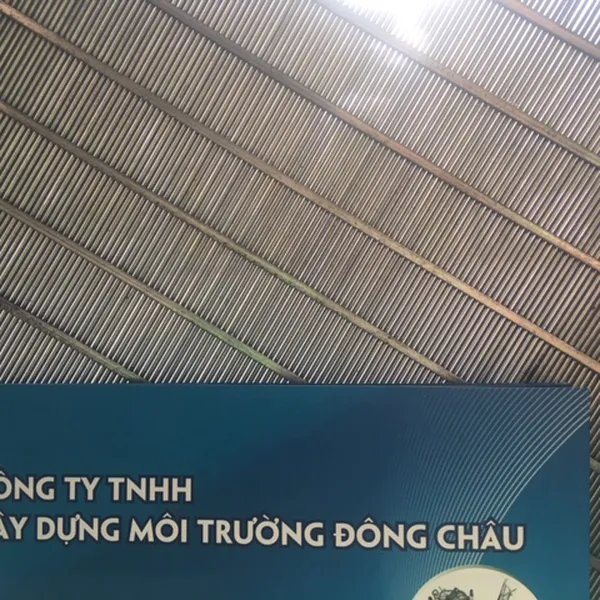 ÔNG TY TNHH
ÂY DỰNG MÔI TRƯỜNG ĐÔNG CHÂU